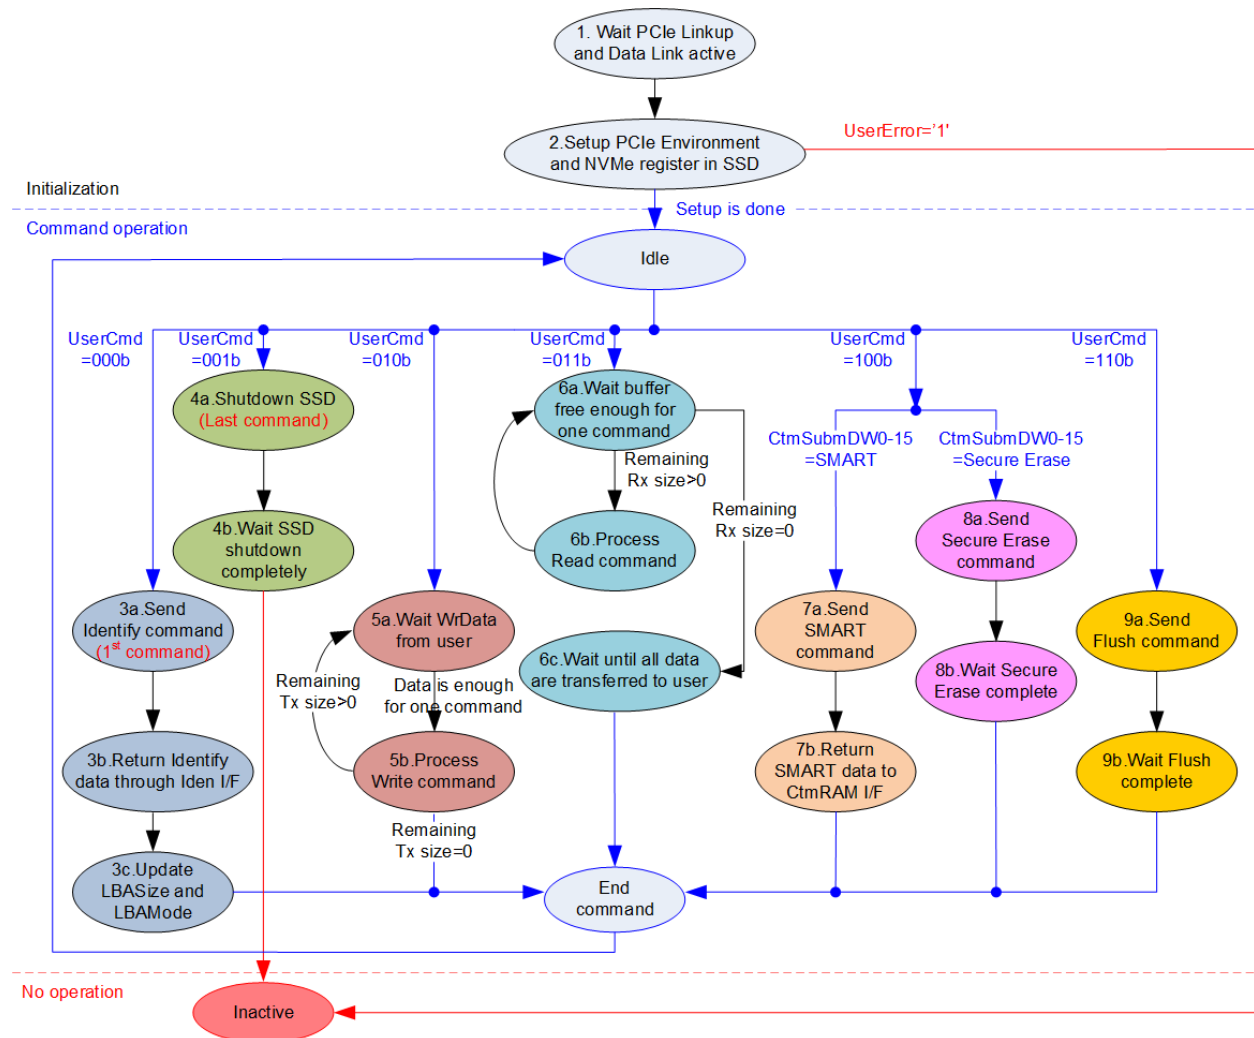 1. Wait PCIe Linkup
and Data Link active
2.Setup PCIe Environment
and NVMe register in SSD
UserError='1'
Initialization
Setup is done
Command operation
Idle
UserCmd
=000b
UserCmd
=001b
UserCmd
=010b
UserCmd
=011b
UserCmd
=100b
UserCmd
=110b
4a.Shutdown SSD
(Last command)
6a.Wait buffer
free enough for
one command
CtmSubmDW0-15
=SMART
CtmSubmDW0-15
=Secure Erase
Remaining
Rx size>0
Remaining
Rx size=0
4b.Wait SSD
shutdown
completely
6b.Process
Read command
8a.Send
Secure Erase
command
3a.Send
Identify command
(1st command)
5a.Wait WrData
from user
7a.Send
SMART
command
9a.Send
Flush command
6c.Wait until all data
are transferred to user
8b.Wait Secure
Erase complete
Remaining
Tx size>0
Data is enough
for one command
3b.Return Identify
data through Iden I/F
5b.Process
Write command
7b.Return
SMART data to
CtmRAM I/F
9b.Wait Flush
complete
Remaining
Tx size=0
3c.Update
LBASize and
LBAMode
End
command
No operation
Inactive